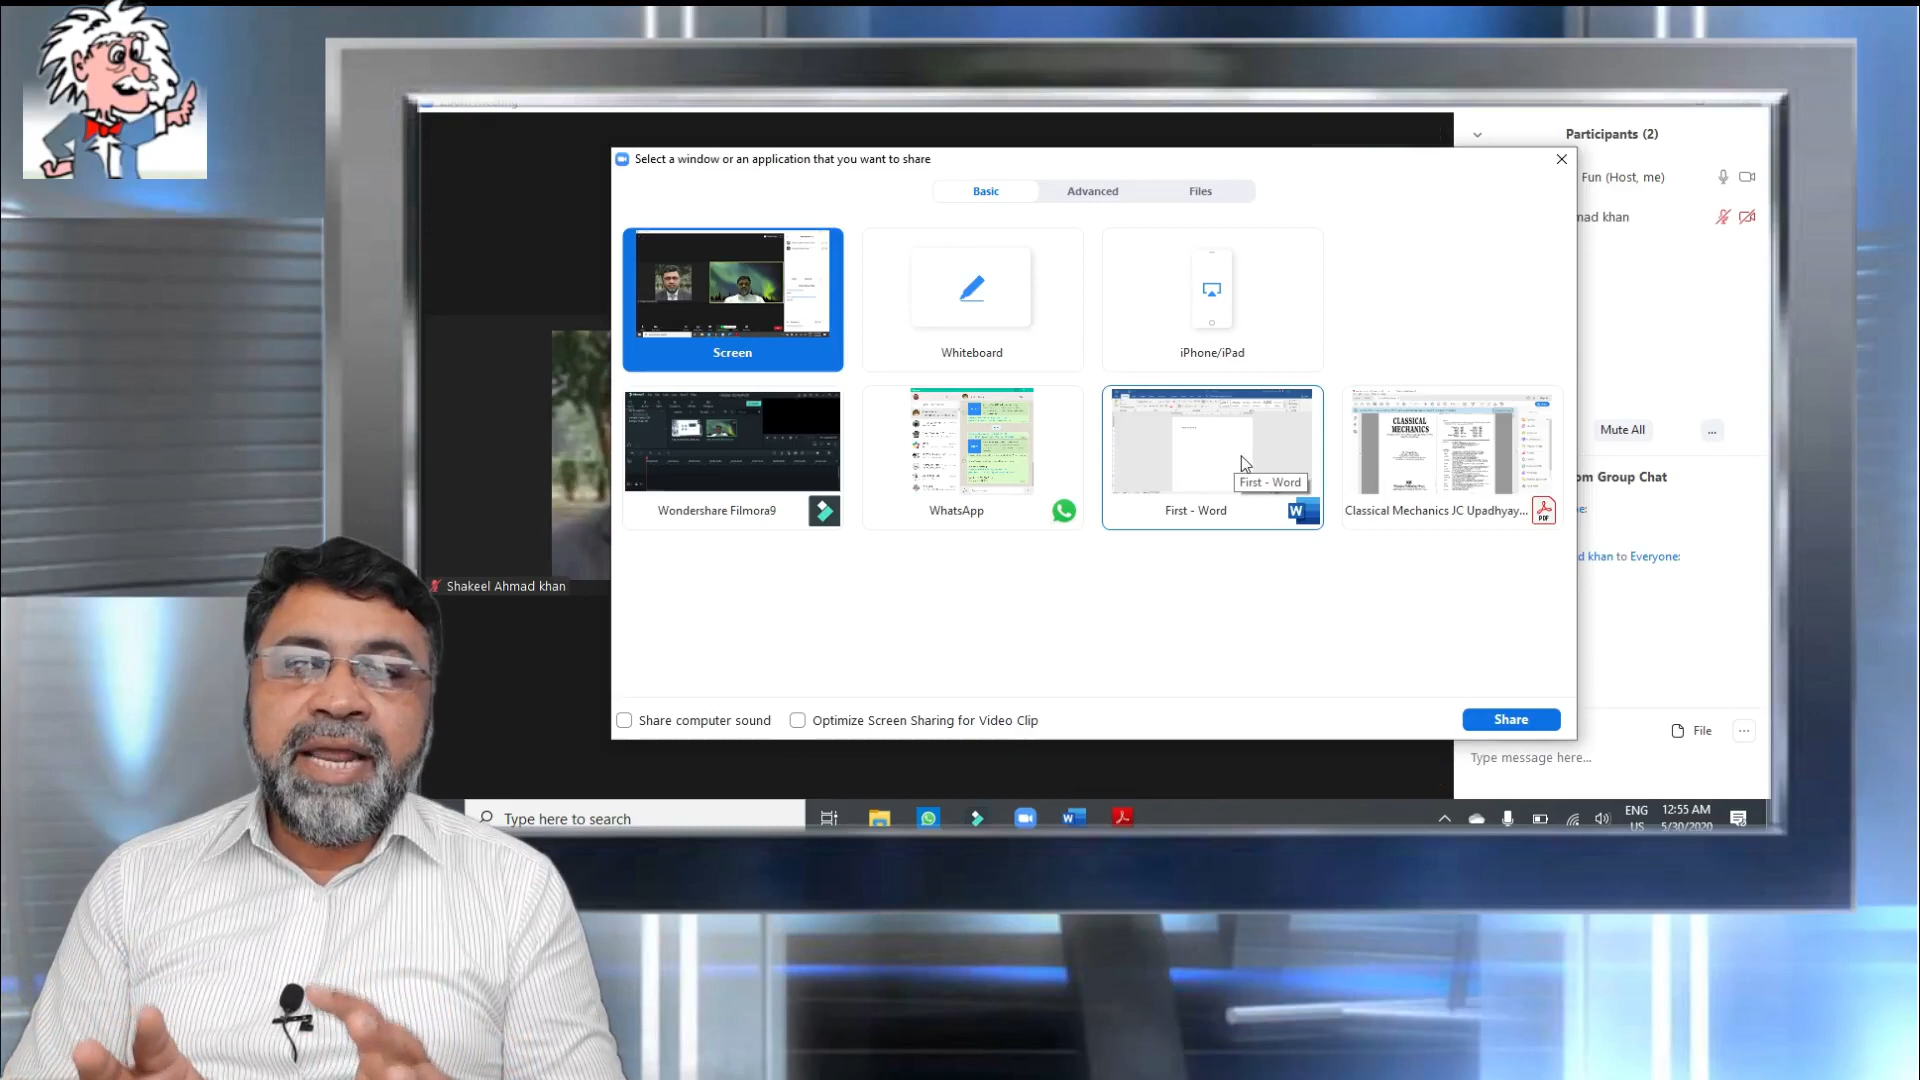 Participants (2)
Select a window or an application that you want to share
Basic
Advanced
Files
Fun (Host, me)
mad khan
Screen
Whiteboard
iPhone/iPad
CLASSICAL
MECHANICS
Mute All
...
First - Word
om Group Chat
Wondershare Filmora9
WhatsApp
First - Word
Classical Mechanics JC Upadhyay...
PDF
e:
d khan to Everyone:
Shakeel Ahmad khan
Share computer sound
Optimize Screen Sharing for Video Clip
Share
File
...
Type message here...
Type here to search
ENG
US
12:55 AM
5/30/2020